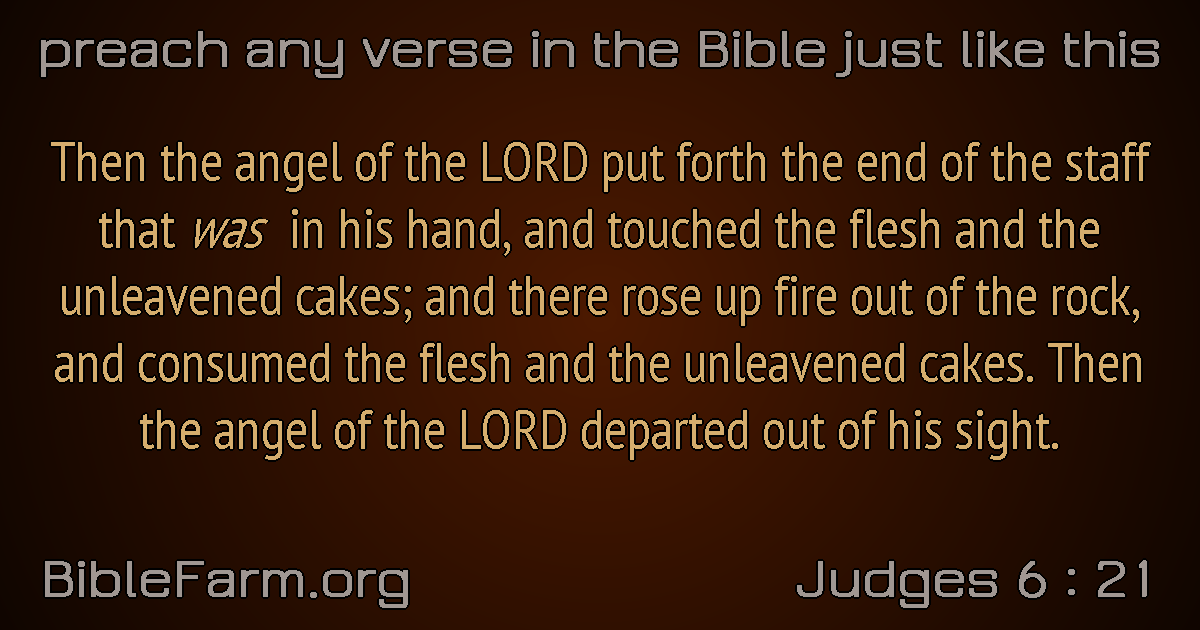 preach any verse in the Bible just like this
Then the angel of the LORD put forth the end of the staff
that was in his hand, and touched the flesh and the
unleavened cakes; and there rose up fire out of the rock,
and consumed the flesh and the unleavened cakes. Then
the angel of the LORD departed out of his sight.
BibleFarm.org
Judges 6 : 21